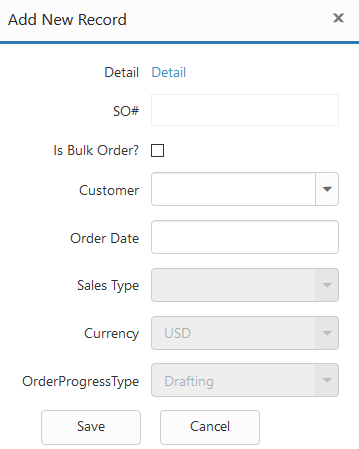 Add New Record
Detail Detail
SO#
Is Bulk Order?
Customer
Order Date
Sales Type
Currency USD
OrderProgressType Drafting
Save Cancel